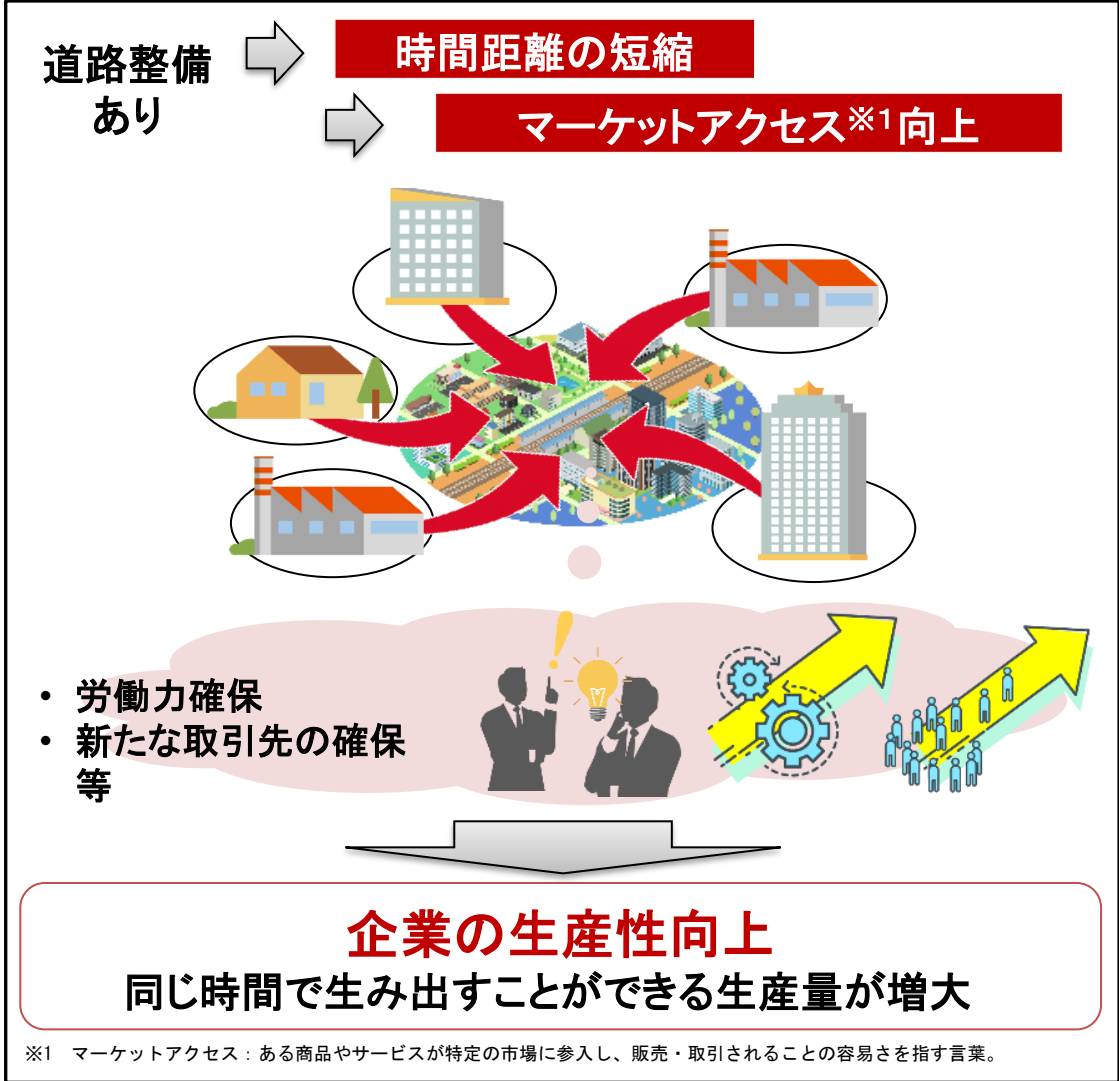 道路整備
あり
時間距離の短縮
マーケットアクセス※1向上
• 労働力確保
• 新たな取引先の確保
等
企業の生産性向上
同じ時間で生み出すことができる生産量が増大
※1　マーケットアクセス：ある商品やサービスが特定の市場に参入し、販売・取引されることの容易さを指す言葉。